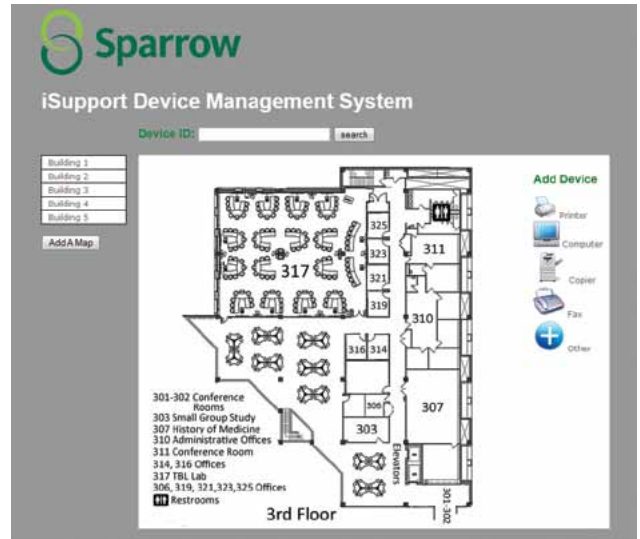 Sparrow
iSupport Device Management System
Device ID:
search
Building 1
Building 2
Building 3
Building 4
Building 5
Add A Map
Add Device
Printer
Computer
Copier
Fax
Other
325
323
321
319
311
317
310
316
314
306
307
303
301-302 Conference
Rooms
303 Small Group Study
307 History of Medicine
310 Administrative Offices
311 Conference Room
314, 316 Offices
317 TBL Lab
306, 319, 321,323,325 Offices
Restrooms
Elevators
301-302
3rd Floor